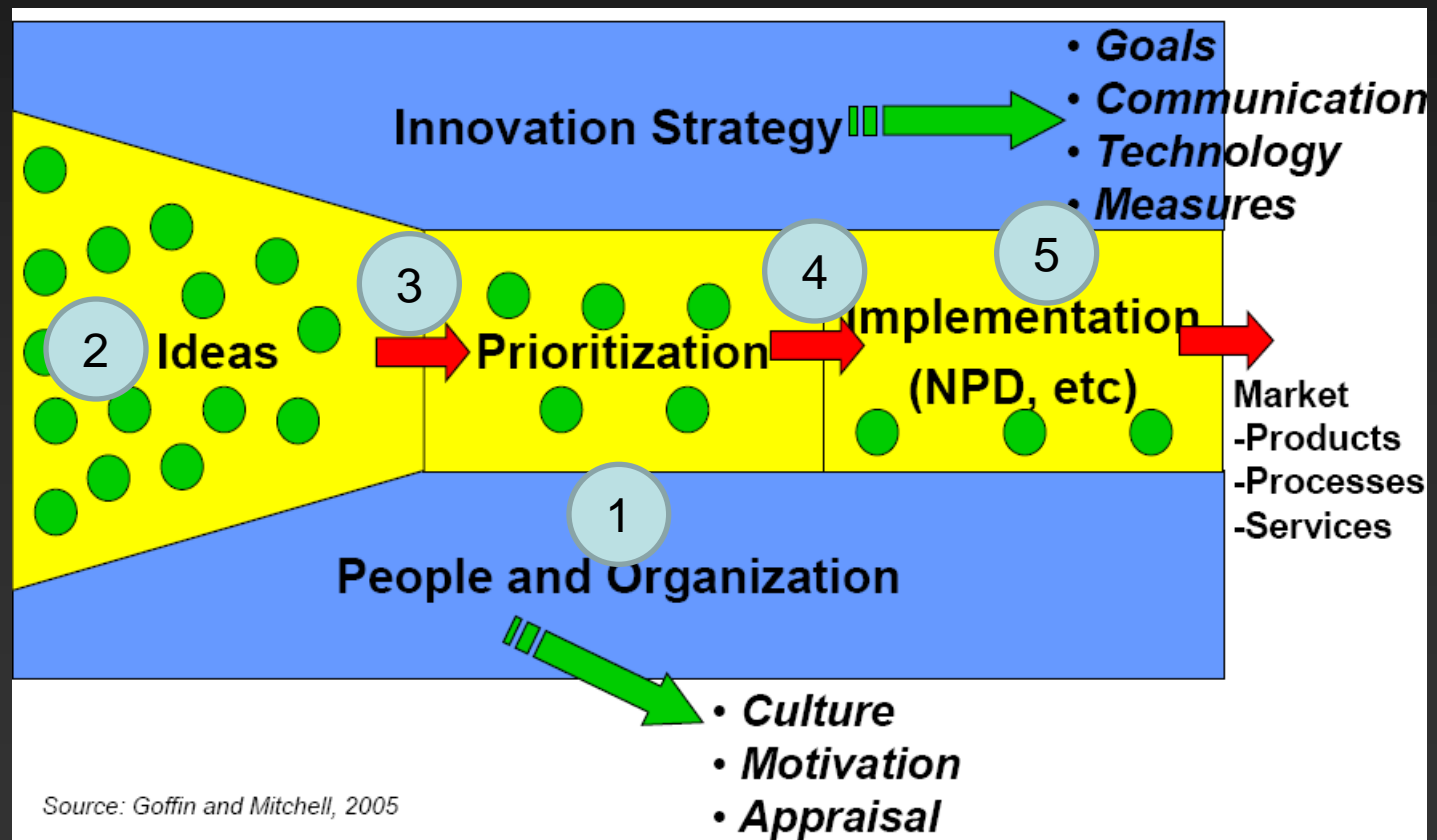 • Goals
• Communication
• Technology
• Measures
Innovation Strategy
3
4
5
2
Ideas
Prioritization
Implementation
(NPD, etc)
Market
-Products
-Processes
-Services
1
People and Organization
• Culture
• Motivation
• Appraisal
Source: Goffin and Mitchell, 2005